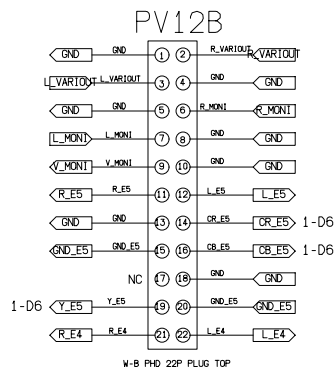 PV12B
GND GND 1 2 R_VARIOUT R_VARIOUT
L_VARIOUT L_VARIOUT 3 4 GND GND
GND GND 5 6 R_MONI R_MONI
L_MONI L_MONI 7 8 GND GND
V_MONI V_MONI 9 10 GND GND
R_E5 R_E5 11 12 L_E5 L_E5
GND GND 13 14 CR_E5 CR_E5 1-D6
GND_E5 GND_E5 15 16 CB_E5 CB_E5 1-D6
NC 17 18 GND GND
1-D6 Y_E5 Y_E5 19 20 GND_E5 GND_E5
R_E4 R_E4 21 22 L_E4 L_E4
W-B PHD 22P PLUG TOP